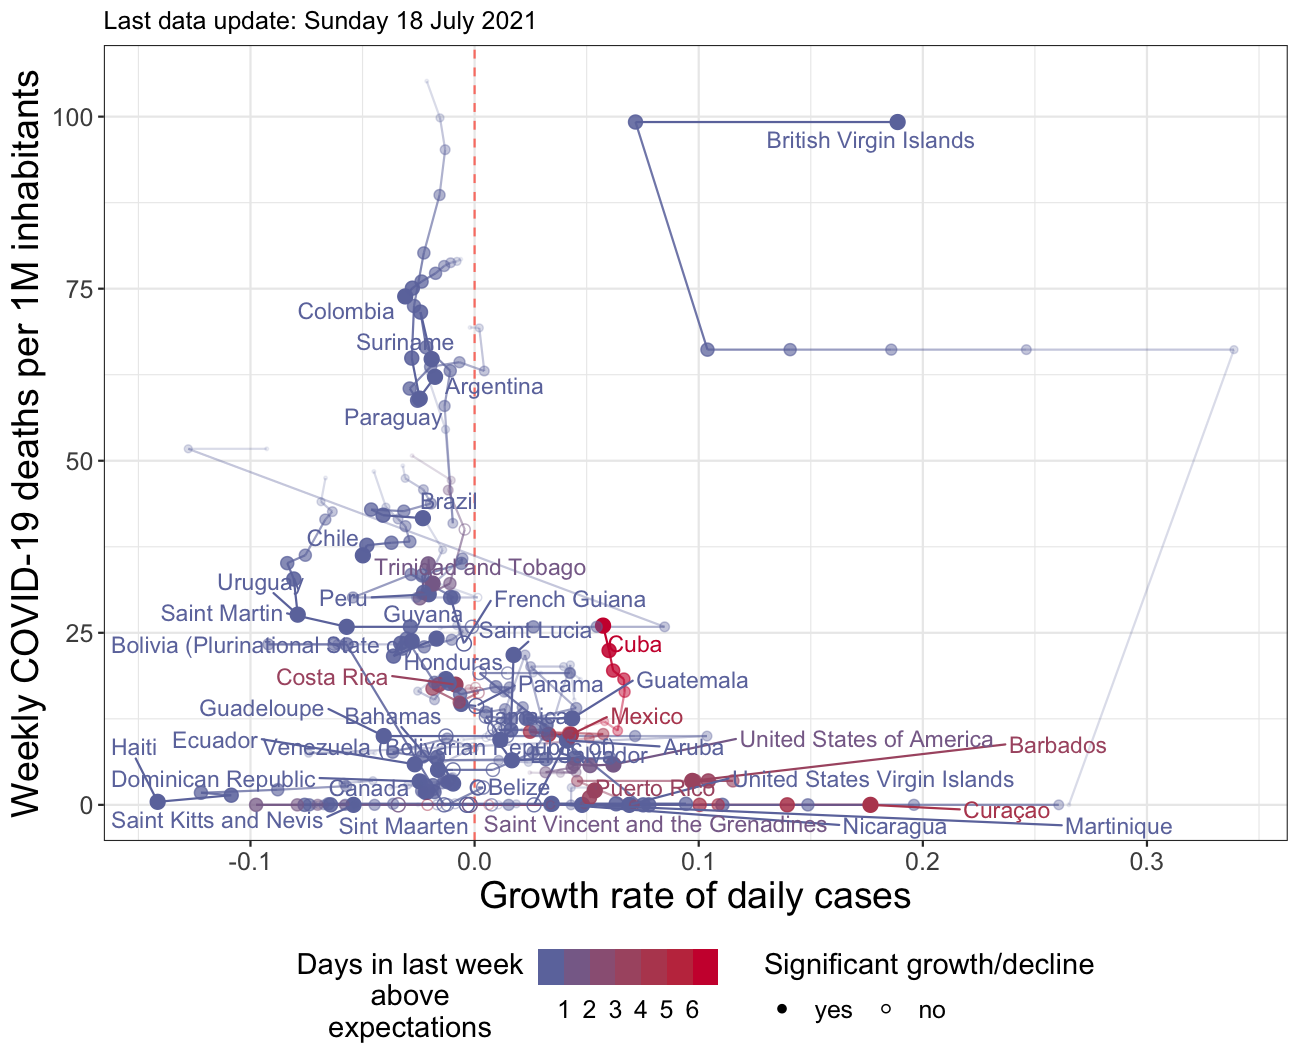 Last data update: Sunday 18 July 2021
Weekly COVID-19 deaths per 1M inhabitants
100
75
50
25
0
British Virgin Islands
Colombia
Suriname
Argentina
Paraguay
Brazil
Chile
Trinidad and Tobago
Uruguay
Peru
French Guiana
Saint Martin
Guyana
Saint Lucia
Cuba
Bolivia (Plurinational State o
Honduras
Costa Rica
Panama
Guatemala
Guadeloupe
Bahamas
Jamaica
Mexico
Haiti
Ecuador
Venezuela (Bolivarian Republic of)
El Salvador
Aruba
United States of America
Barbados
Dominican Republic
Canada
Belize
Puerto Rico
United States Virgin Islands
Saint Kitts and Nevis
Sint Maarten
Saint Vincent and the Grenadines
Nicaragua
Curaçao
Martinique
-0.1
0.0
0.1
0.2
0.3
Growth rate of daily cases
Days in last week
above
expectations
1 2 3 4 5 6
Significant growth/decline
yes
no